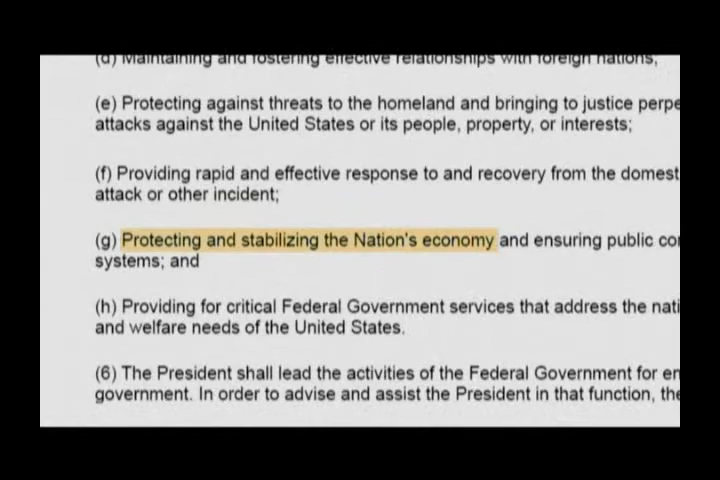 (d) Maintaining and fostering effective relationships with foreign nations;
(e) Protecting against threats to the homeland and bringing to justice perpe
attacks against the United States or its people, property, or interests;
(f) Providing rapid and effective response to and recovery from the domest
attack or other incident;
(g) Protecting and stabilizing the Nation's economy and ensuring public co
systems; and
(h) Providing for critical Federal Government services that address the nati
and welfare needs of the United States.
(6) The President shall lead the activities of the Federal Government for en
government. In order to advise and assist the President in that function, the